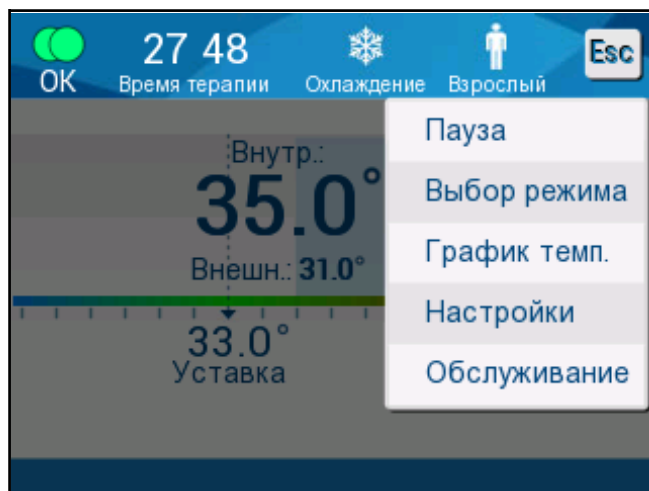 OK 27 48 Esc
Время терапии Охлаждение Взрослый
Пауза
Выбор режима
График темп.
Настройки
Обслуживание
Внутр.:
35.0°
Внешн.: 31.0°
33.0°
Уставка